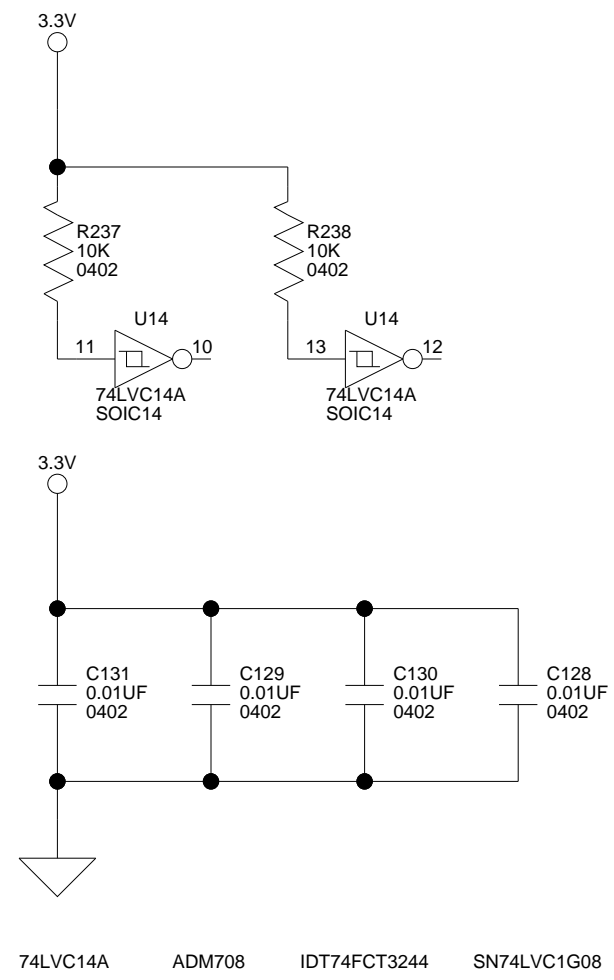 3.3V
R237
10K
0402
R238
10K
0402
U14
11
10
74LVC14A
SOIC14
U14
13
12
74LVC14A
SOIC14
3.3V
C131
0.01UF
0402
C129
0.01UF
0402
C130
0.01UF
0402
C128
0.01UF
0402
74LVC14A
ADM708
IDT74FCT3244
SN74LVC1G08